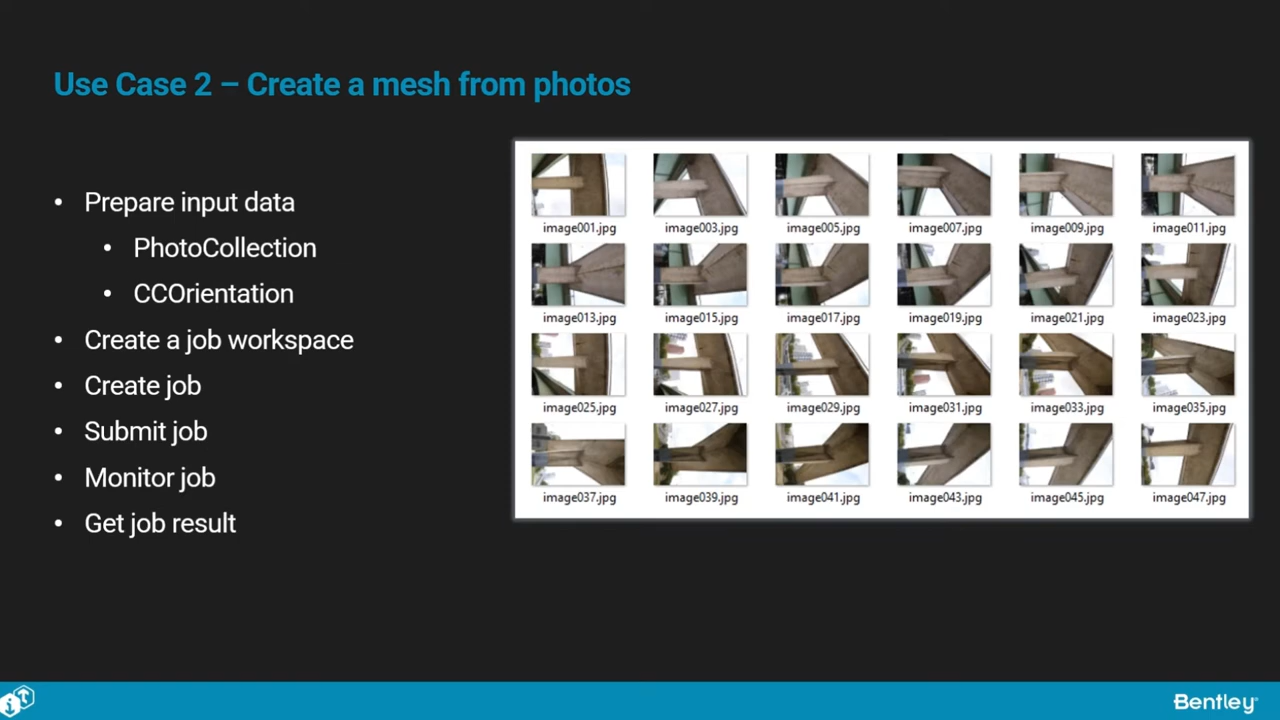 Use Case 2 – Create a mesh from photos
• Prepare input data
• PhotoCollection
• CCOrientation
• Create a job workspace
• Create job
• Submit job
• Monitor job
• Get job result
image001.jpg image003.jpg image005.jpg image007.jpg image009.jpg image011.jpg
image013.jpg image015.jpg image017.jpg image019.jpg image021.jpg image023.jpg
image025.jpg image027.jpg image029.jpg image031.jpg image033.jpg image035.jpg
image037.jpg image039.jpg image041.jpg image043.jpg image045.jpg image047.jpg
iT
Bentley®